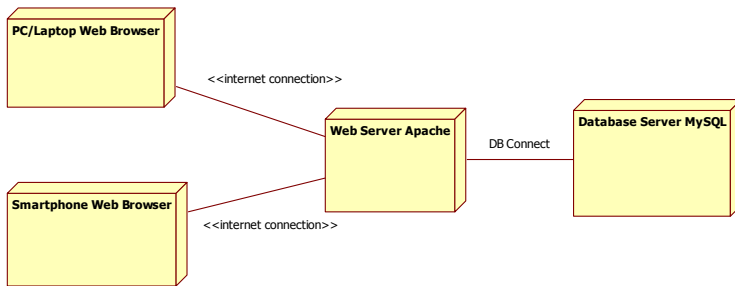 PC/Laptop Web Browser
<<internet connection>>
Web Server Apache
DB Connect
Database Server MySQL
Smartphone Web Browser
<<internet connection>>